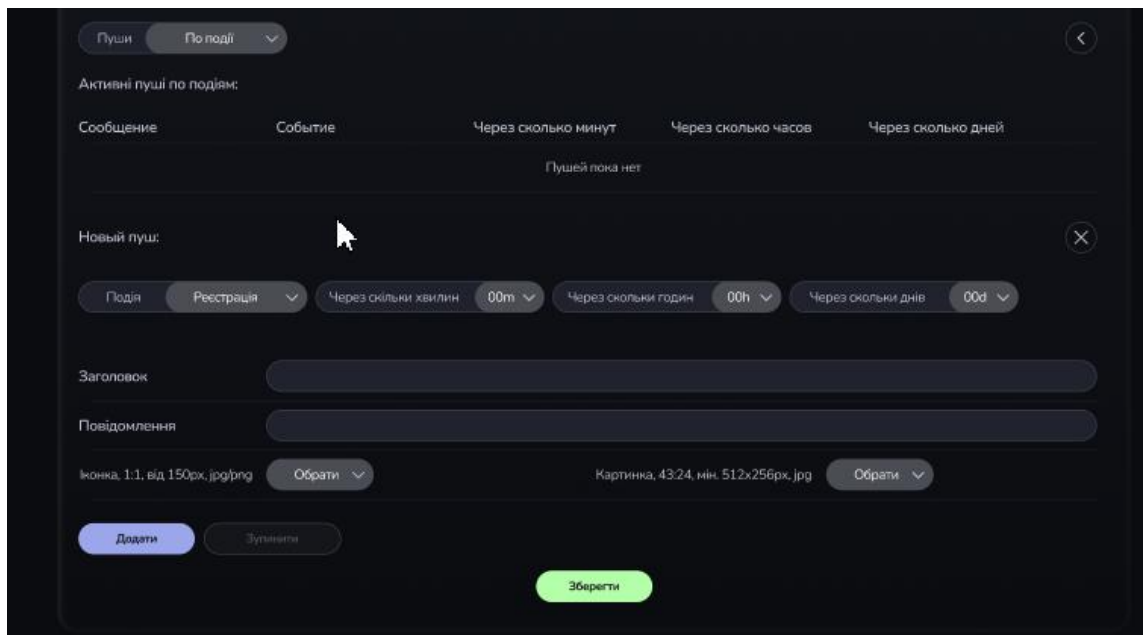 Пуши По події
Активні пуші по подіям:
Сообщение Событие Через сколько минут Через сколько часов Через сколько дней
Пушей пока нет
Новый пуш:
Подія Реєстрація Через скільки хвилин 00m Через скольки годин 00h Через скольки днів 00d
Заголовок
Повідомлення
Іконка, 1:1, від 150px, jpg/png Обрати Картинка, 43:24, мін. 512x256px, jpg Обрати
Додати Зупинити
Зберегти